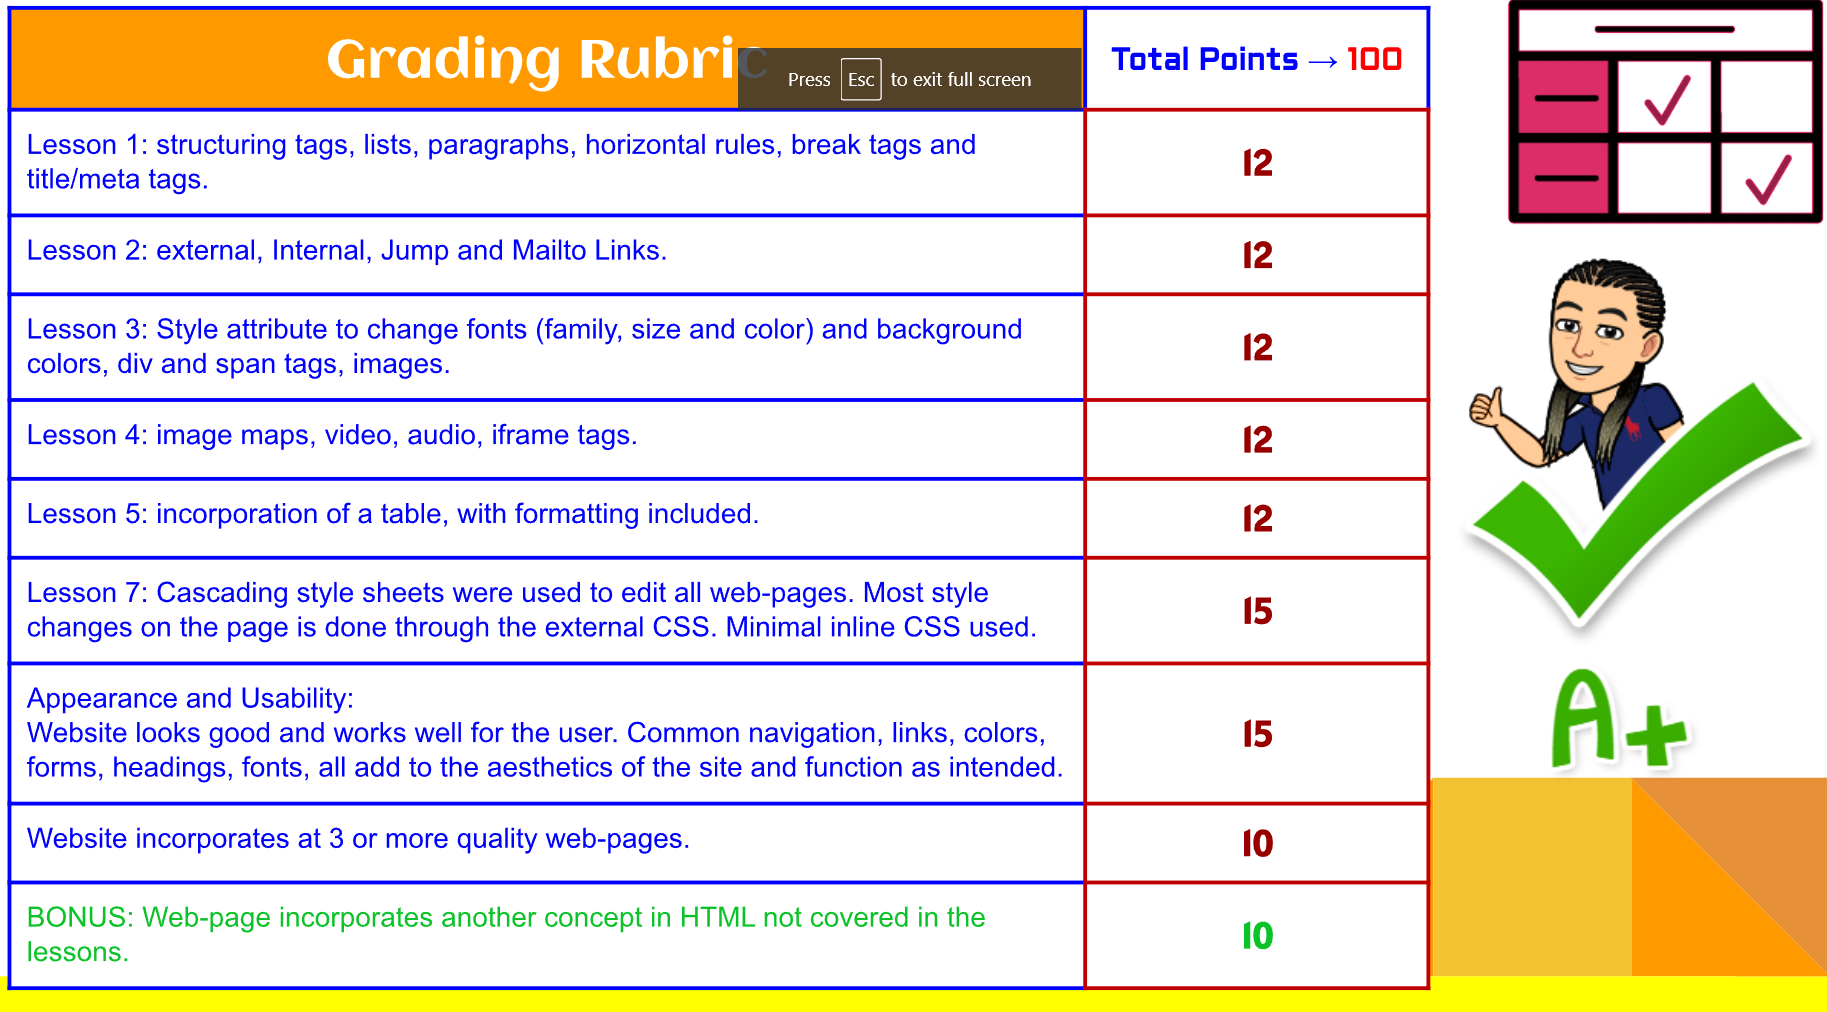 Grading Rubric
Press Esc to exit full screen
Total Points → 100
Lesson 1: structuring tags, lists, paragraphs, horizontal rules, break tags and
title/meta tags.
12
Lesson 2: external, Internal, Jump and Mailto Links.
12
Lesson 3: Style attribute to change fonts (family, size and color) and background
colors, div and span tags, images.
12
Lesson 4: image maps, video, audio, iframe tags.
12
Lesson 5: incorporation of a table, with formatting included.
12
Lesson 7: Cascading style sheets were used to edit all web-pages. Most style
changes on the page is done through the external CSS. Minimal inline CSS used.
15
Appearance and Usability:
Website looks good and works well for the user. Common navigation, links, colors,
forms, headings, fonts, all add to the aesthetics of the site and function as intended.
15
Website incorporates at 3 or more quality web-pages.
10
BONUS: Web-page incorporates another concept in HTML not covered in the
lessons.
10
A+